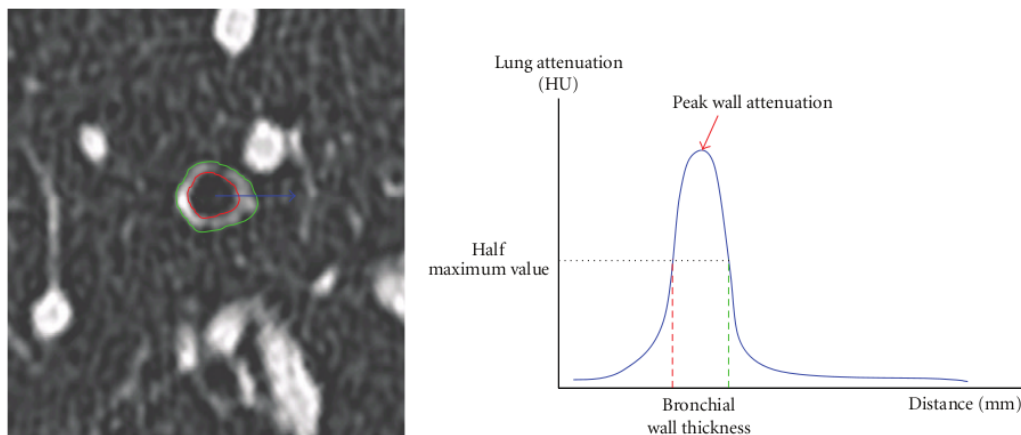 Lung attenuation
(HU)
Peak wall attenuation
Half
maximum value
Bronchial
wall thickness
Distance (mm)